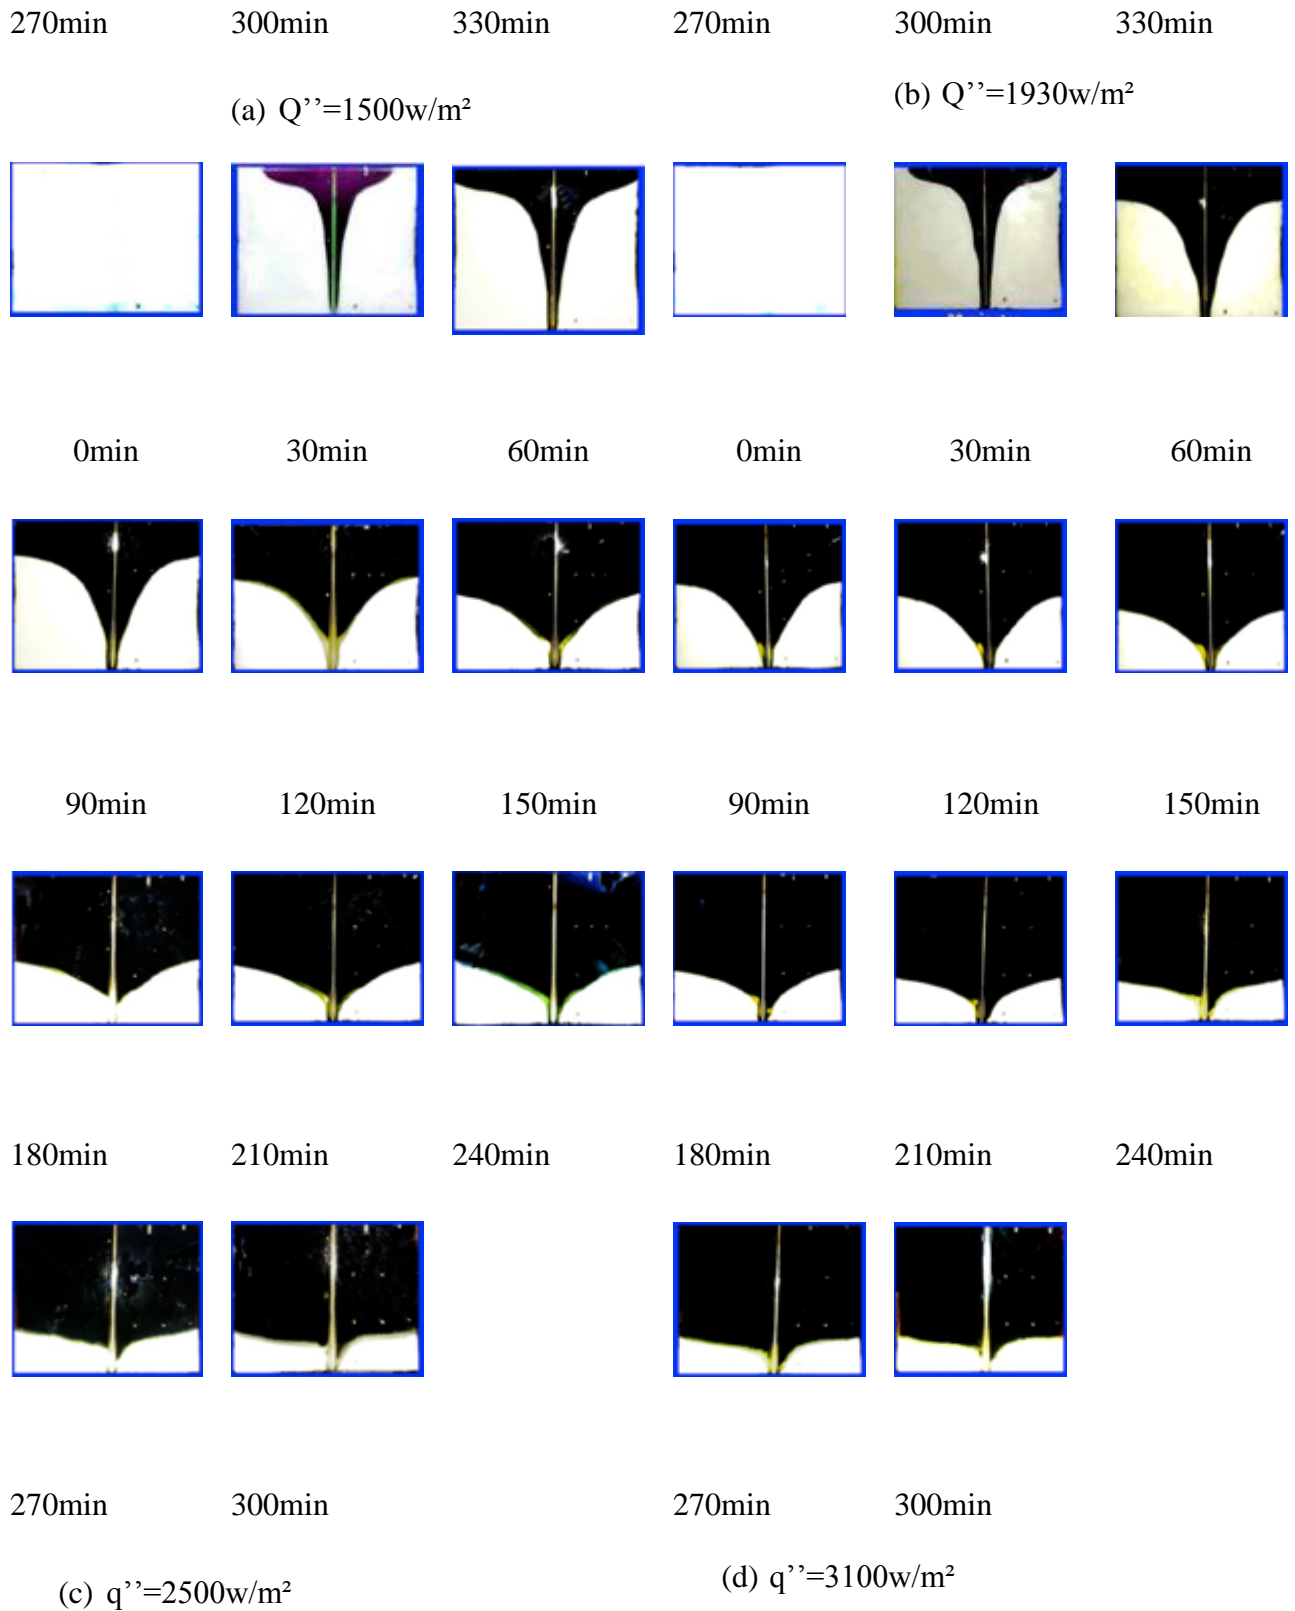 270min 300min 330min 270min 300min 330min
(a) Q’’=1500w/m² (b) Q’’=1930w/m²
0min 30min 60min 0min 30min 60min
90min 120min 150min 90min 120min 150min
180min 210min 240min 180min 210min 240min
270min 300min 270min 300min
(c) q’’=2500w/m² (d) q’’=3100w/m²